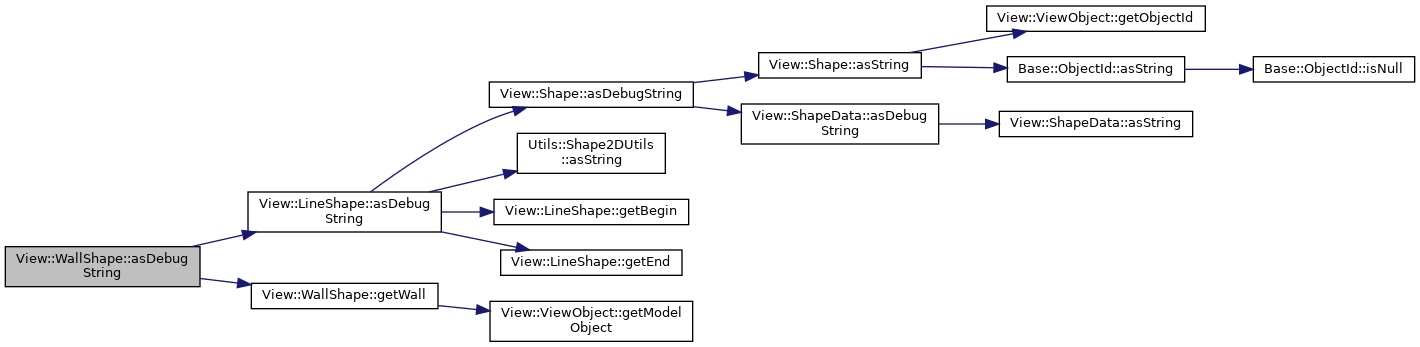 View::ViewObject::getObjectId
View::Shape::asString
Base::ObjectId::asString
Base::ObjectId::isNull
View::Shape::asDebugString
View::ShapeData::asDebug
String
View::ShapeData::asString
Utils::Shape2DUtils
::asString
View::LineShape::asDebug
String
View::LineShape::getBegin
View::LineShape::getEnd
View::WallShape::asDebug
String
View::WallShape::getWall
View::ViewObject::getModel
Object